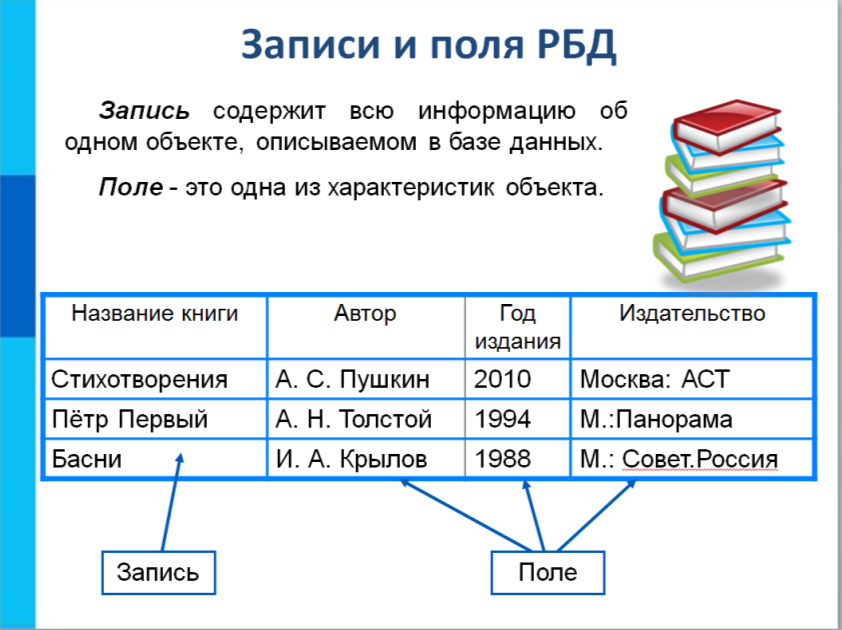 Записи и поля РБД
Запись содержит всю информацию об
одном объекте, описываемом в базе данных.
Поле - это одна из характеристик объекта.
Название книги Автор Год издания Издательство
Стихотворения А. С. Пушкин 2010 Москва: АСТ
Пётр Первый А. Н. Толстой 1994 М.:Панорама
Басни И. А. Крылов 1988 М.: Совет.Россия
Запись Поле